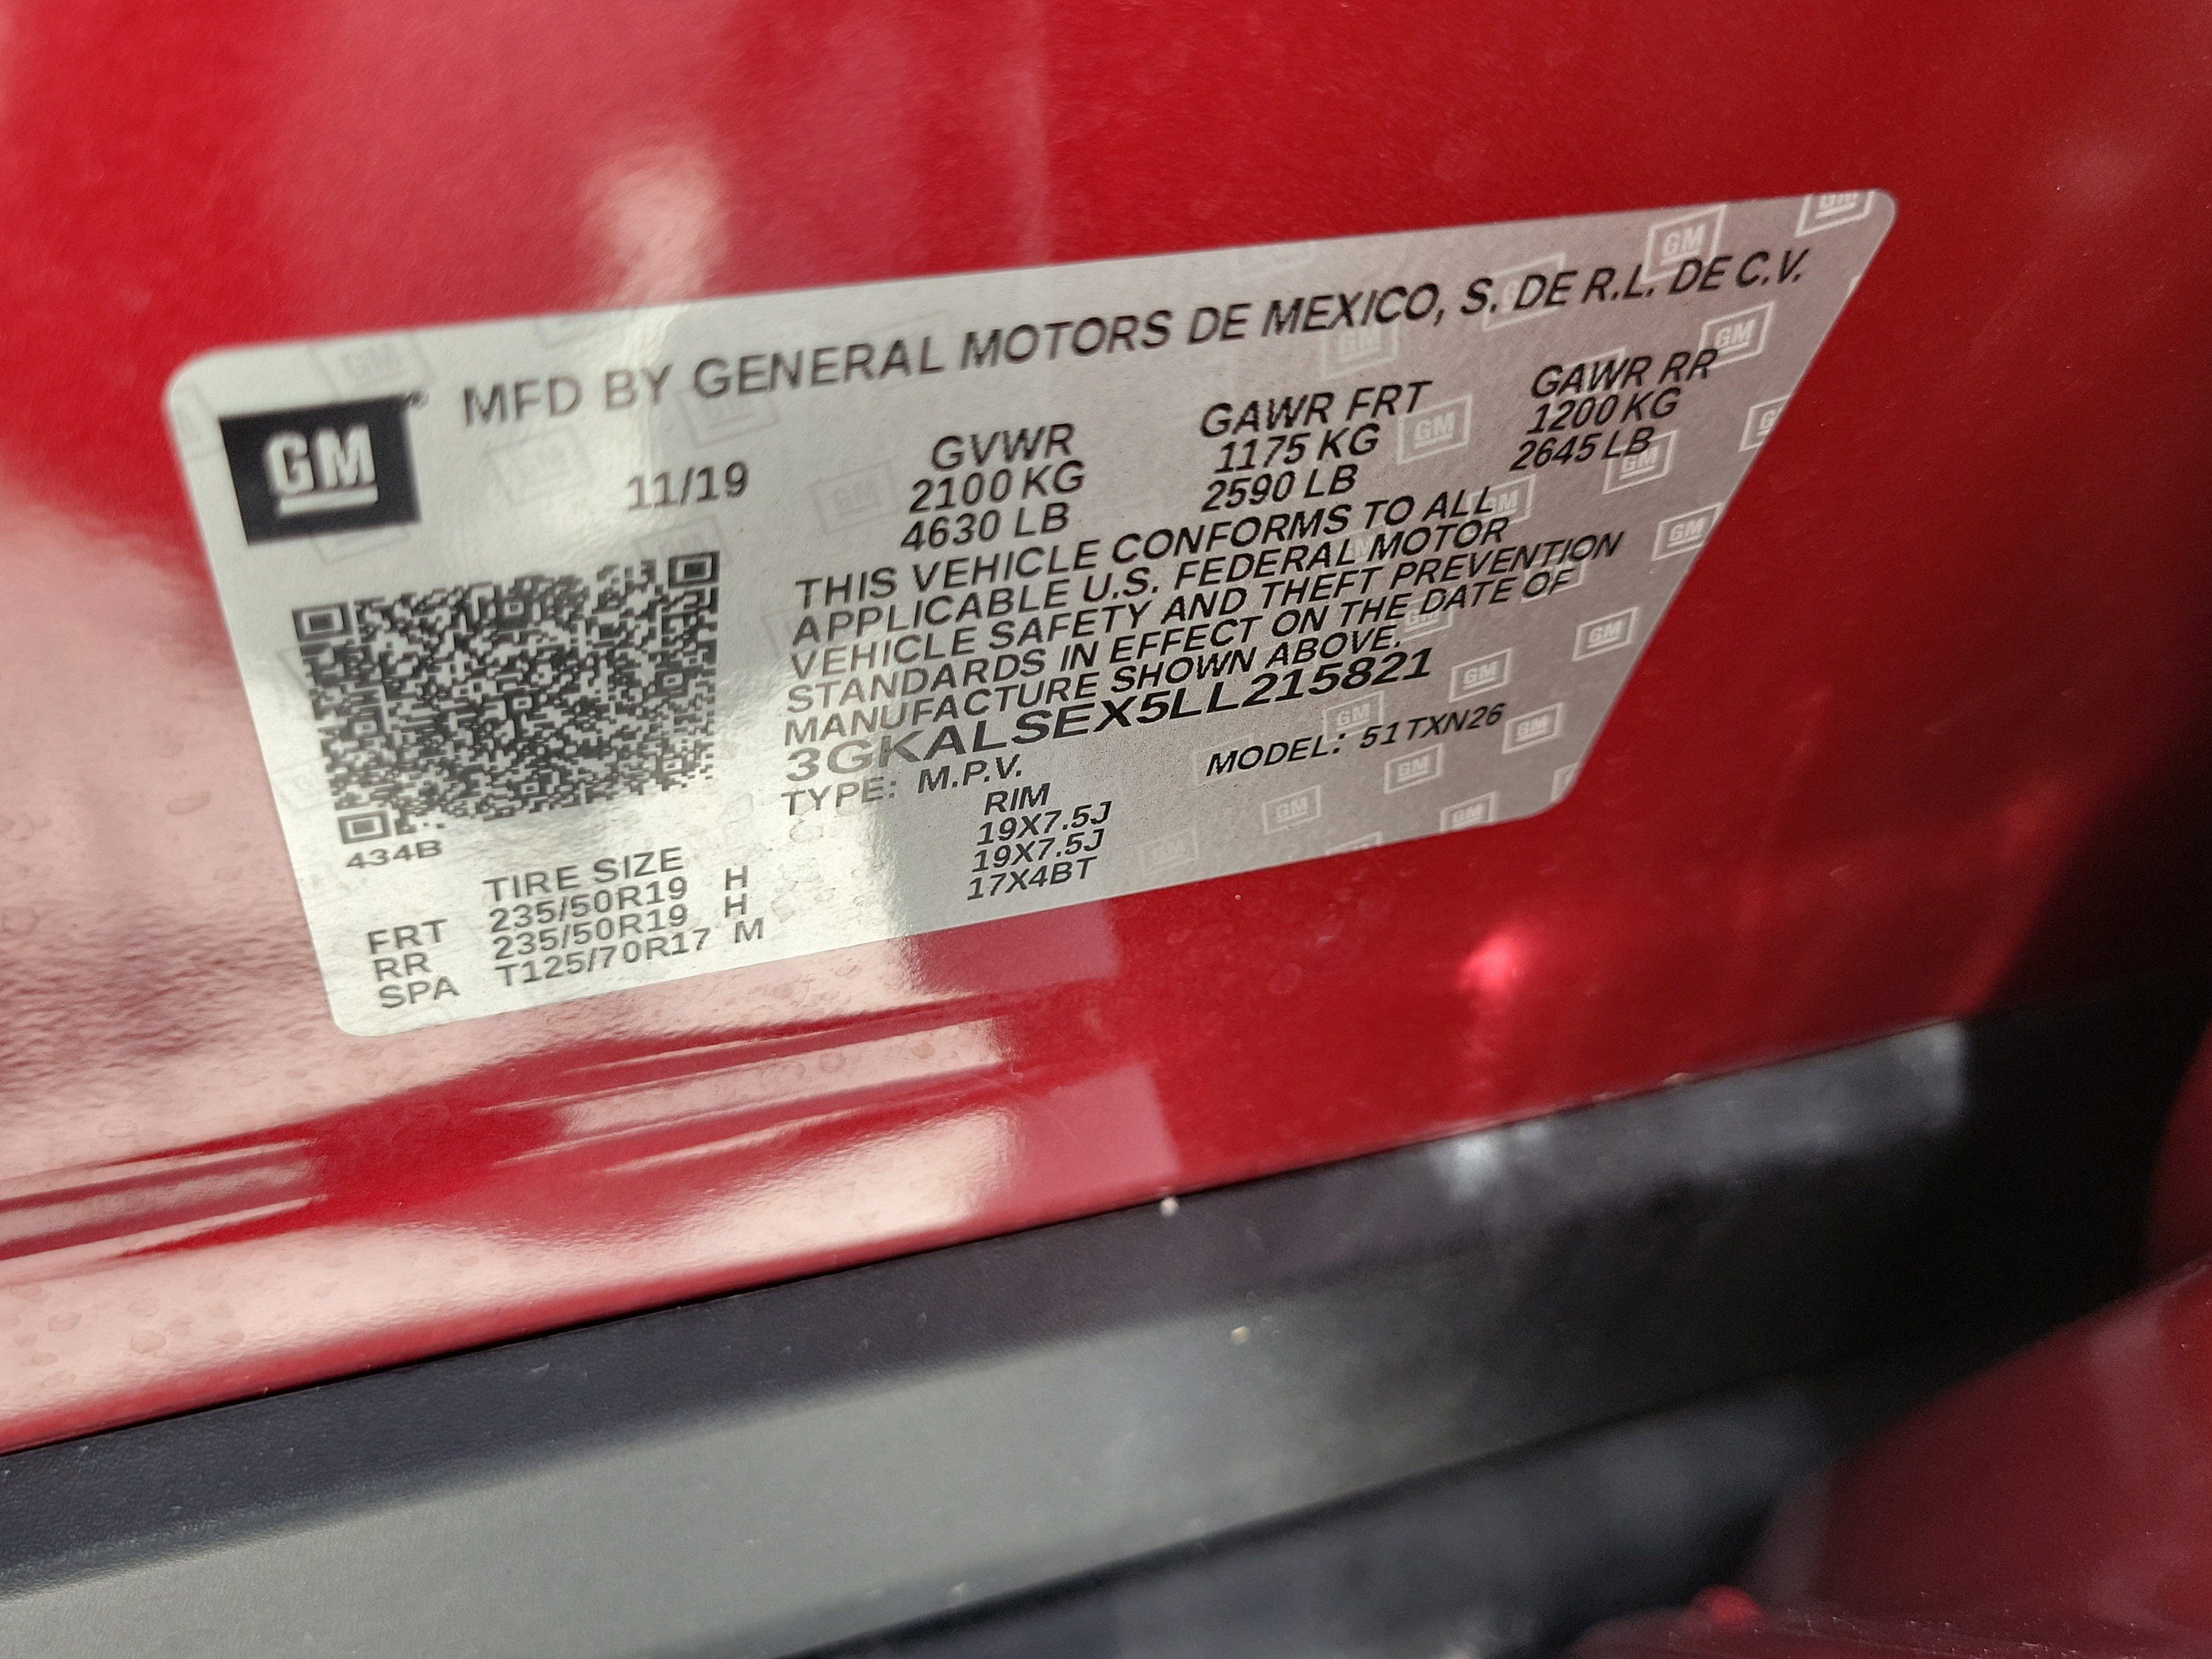 GM® MFD BY GENERAL MOTORS DE MEXICO, S. DE R.L. DE C.V.
11/19 GVWR GAWR FRT GAWR RR
2100 KG 1175 KG 1200 KG
4630 LB 2590 LB 2645 LB
THIS VEHICLE CONFORMS TO ALL
APPLICABLE U.S. FEDERAL MOTOR
VEHICLE SAFETY AND THEFT PREVENTION
STANDARDS IN EFFECT ON THE DATE OF
MANUFACTURE SHOWN ABOVE.
3GKALSEX5LL215821
TYPE: M.P.V. MODEL: 51TXN26
434B
TIRE SIZE RIM
FRT 235/50R19 H 19X7.5J
RR 235/50R19 H 19X7.5J
SPA T125/70R17 M 17X4BT